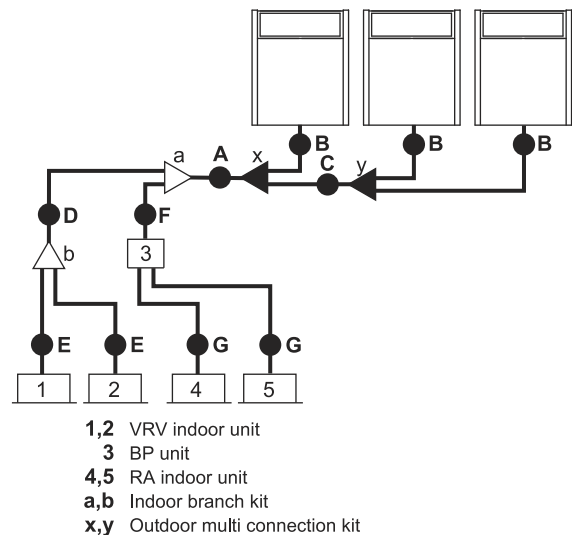 B B B
a A x C y
D F
b 3
E E G G
1 2 4 5
1,2 VRV indoor unit
3 BP unit
4,5 RA indoor unit
a,b Indoor branch kit
x,y Outdoor multi connection kit